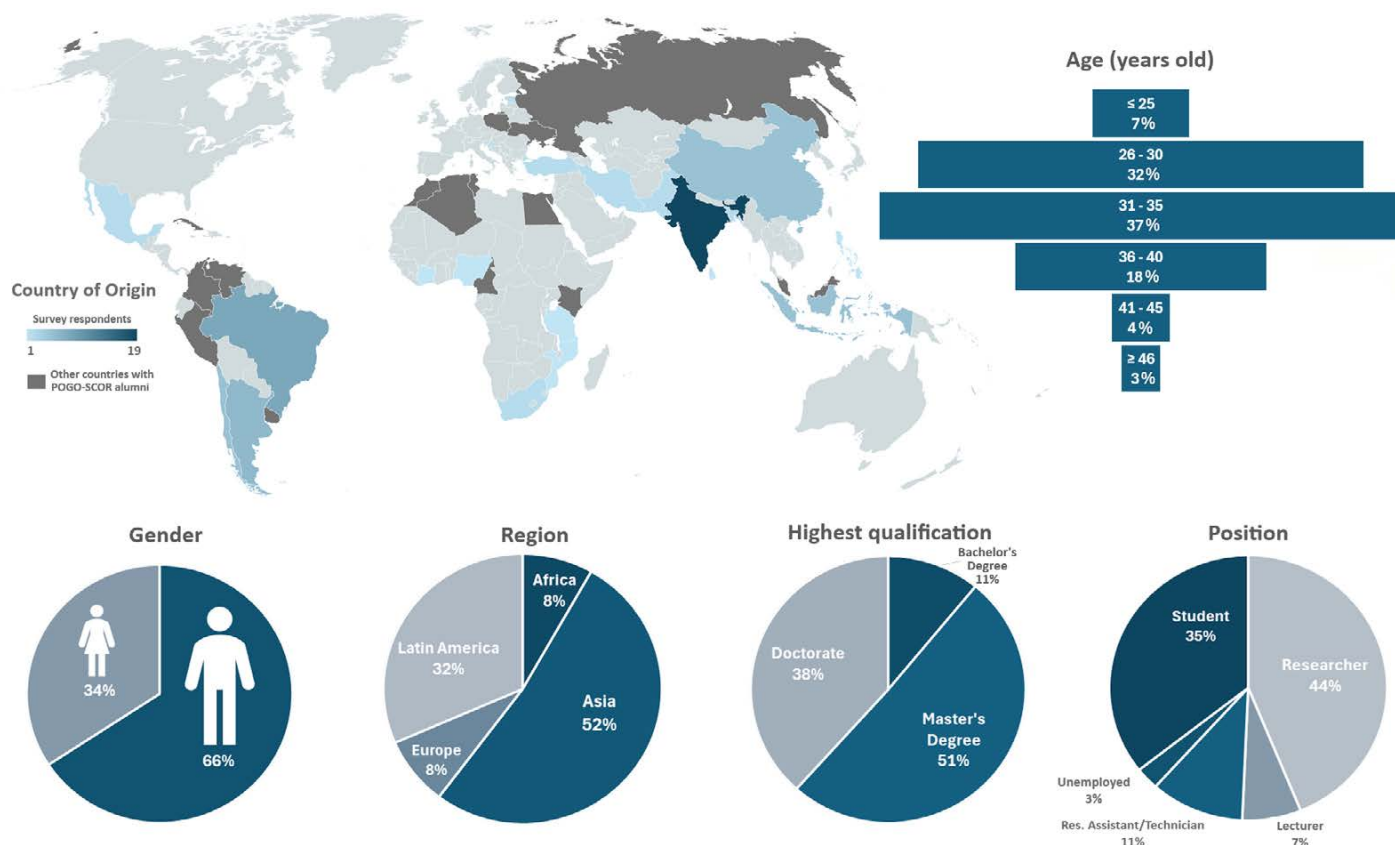 Age (years old)
≤ 25
7%
26 - 30
32%
31 - 35
37%
36 - 40
18%
41 - 45
4%
≥ 46
3%
Country of Origin
Survey respondents
1 19
Other countries with
POGO-SCOR alumni
Gender
34%
66%
Region
Africa
8%
Latin America
32%
Asia
52%
Europe
8%
Highest qualification
Bachelor's
Degree
11%
Doctorate
38%
Master's
Degree
51%
Position
Student
35%
Researcher
44%
Unemployed
3%
Res. Assistant/Technician
11%
Lecturer
7%